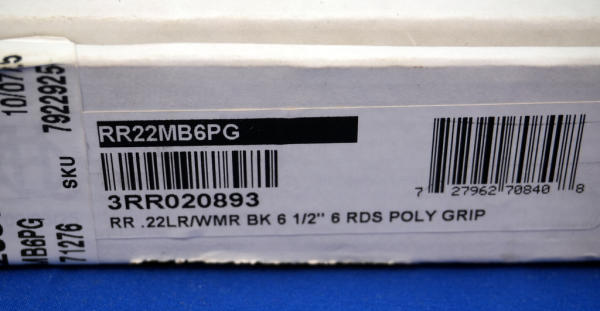 10/07/15
SKU 7922925
MB6PG
71276
RR22MB6PG
3RR020893
RR .22LR/WMR BK 6 1/2" 6 RDS POLY GRIP
7 27962 70840 8